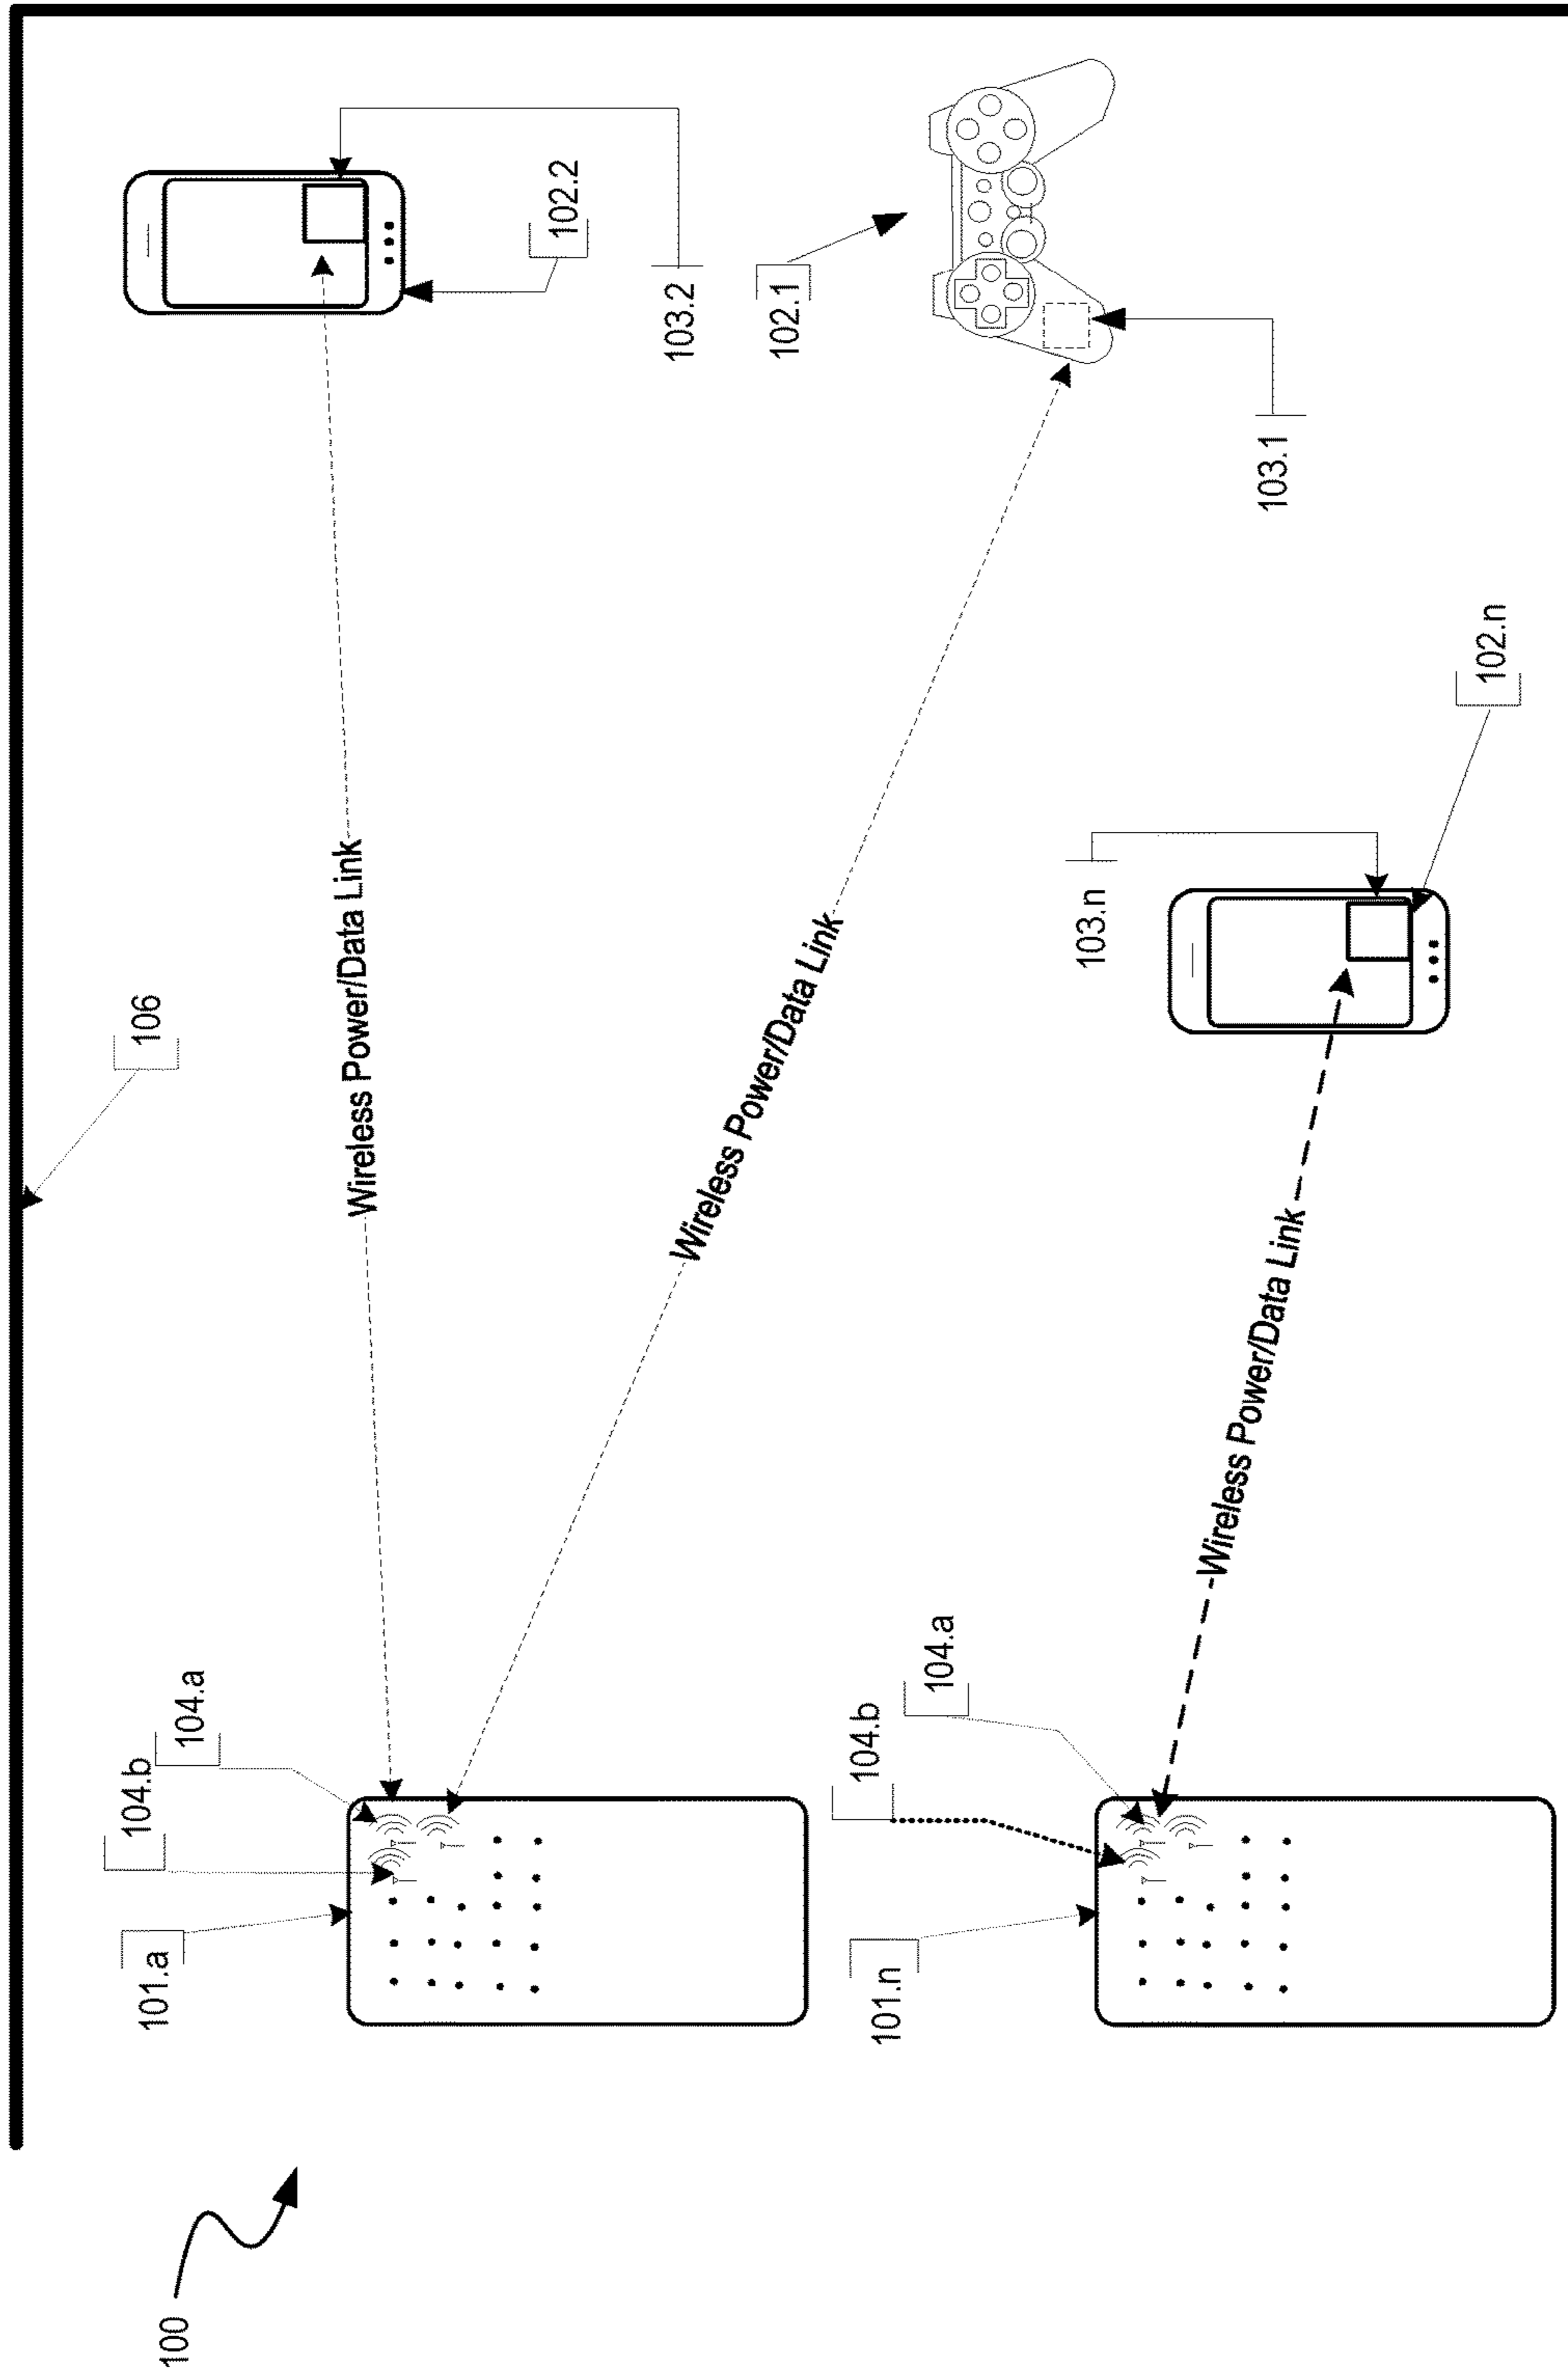 100
106
101.a
104.b
104.a
Wireless Power/Data Link
102.2
103.2
102.1
Wireless Power/Data Link
103.1
101.n
104.b
104.a
Wireless Power/Data Link
103.n
102.n